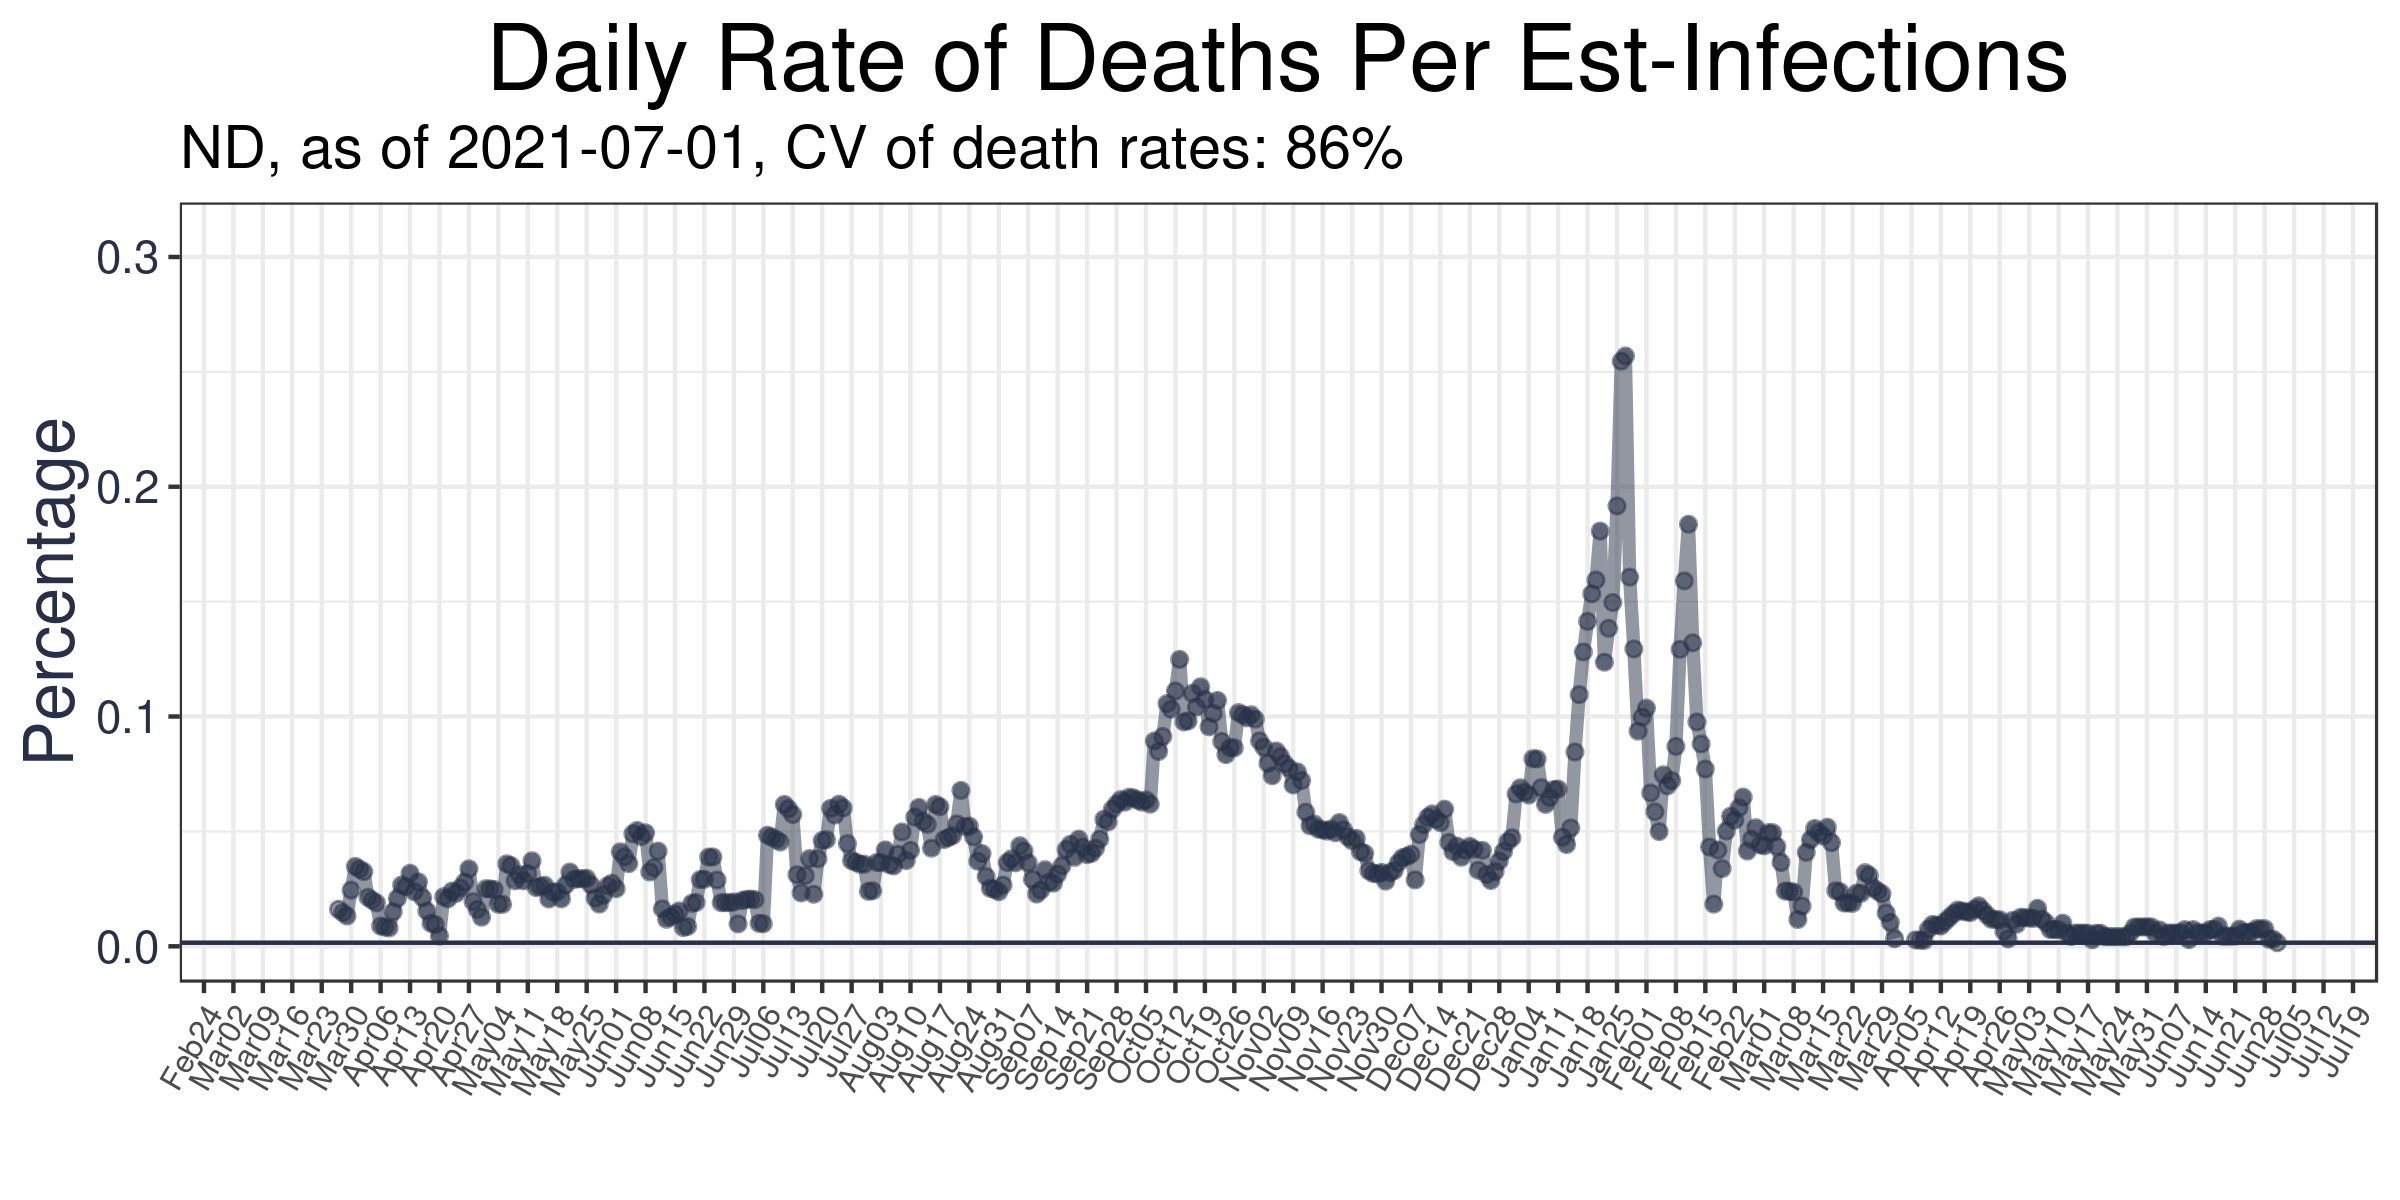 Daily Rate of Deaths Per Est-Infections
ND, as of 2021-07-01, CV of death rates: 86%
Percentage
0.3
0.2
0.1
0.0
Feb24
Mar02
Mar09
Mar16
Mar23
Mar30
Apr06
Apr13
Apr20
Apr27
May04
May11
May18
May25
Jun01
Jun08
Jun15
Jun22
Jun29
Jul06
Jul13
Jul20
Jul27
Aug03
Aug10
Aug17
Aug24
Aug31
Sep07
Sep14
Sep21
Sep28
Oct05
Oct12
Oct19
Oct26
Nov02
Nov09
Nov16
Nov23
Nov30
Dec07
Dec14
Dec21
Dec28
Jan04
Jan11
Jan18
Jan25
Feb01
Feb08
Feb15
Feb22
Mar01
Mar08
Mar15
Mar22
Mar29
Apr05
Apr12
Apr19
Apr26
May03
May10
May17
May24
May31
Jun07
Jun14
Jun21
Jun28
Jul05
Jul12
Jul19